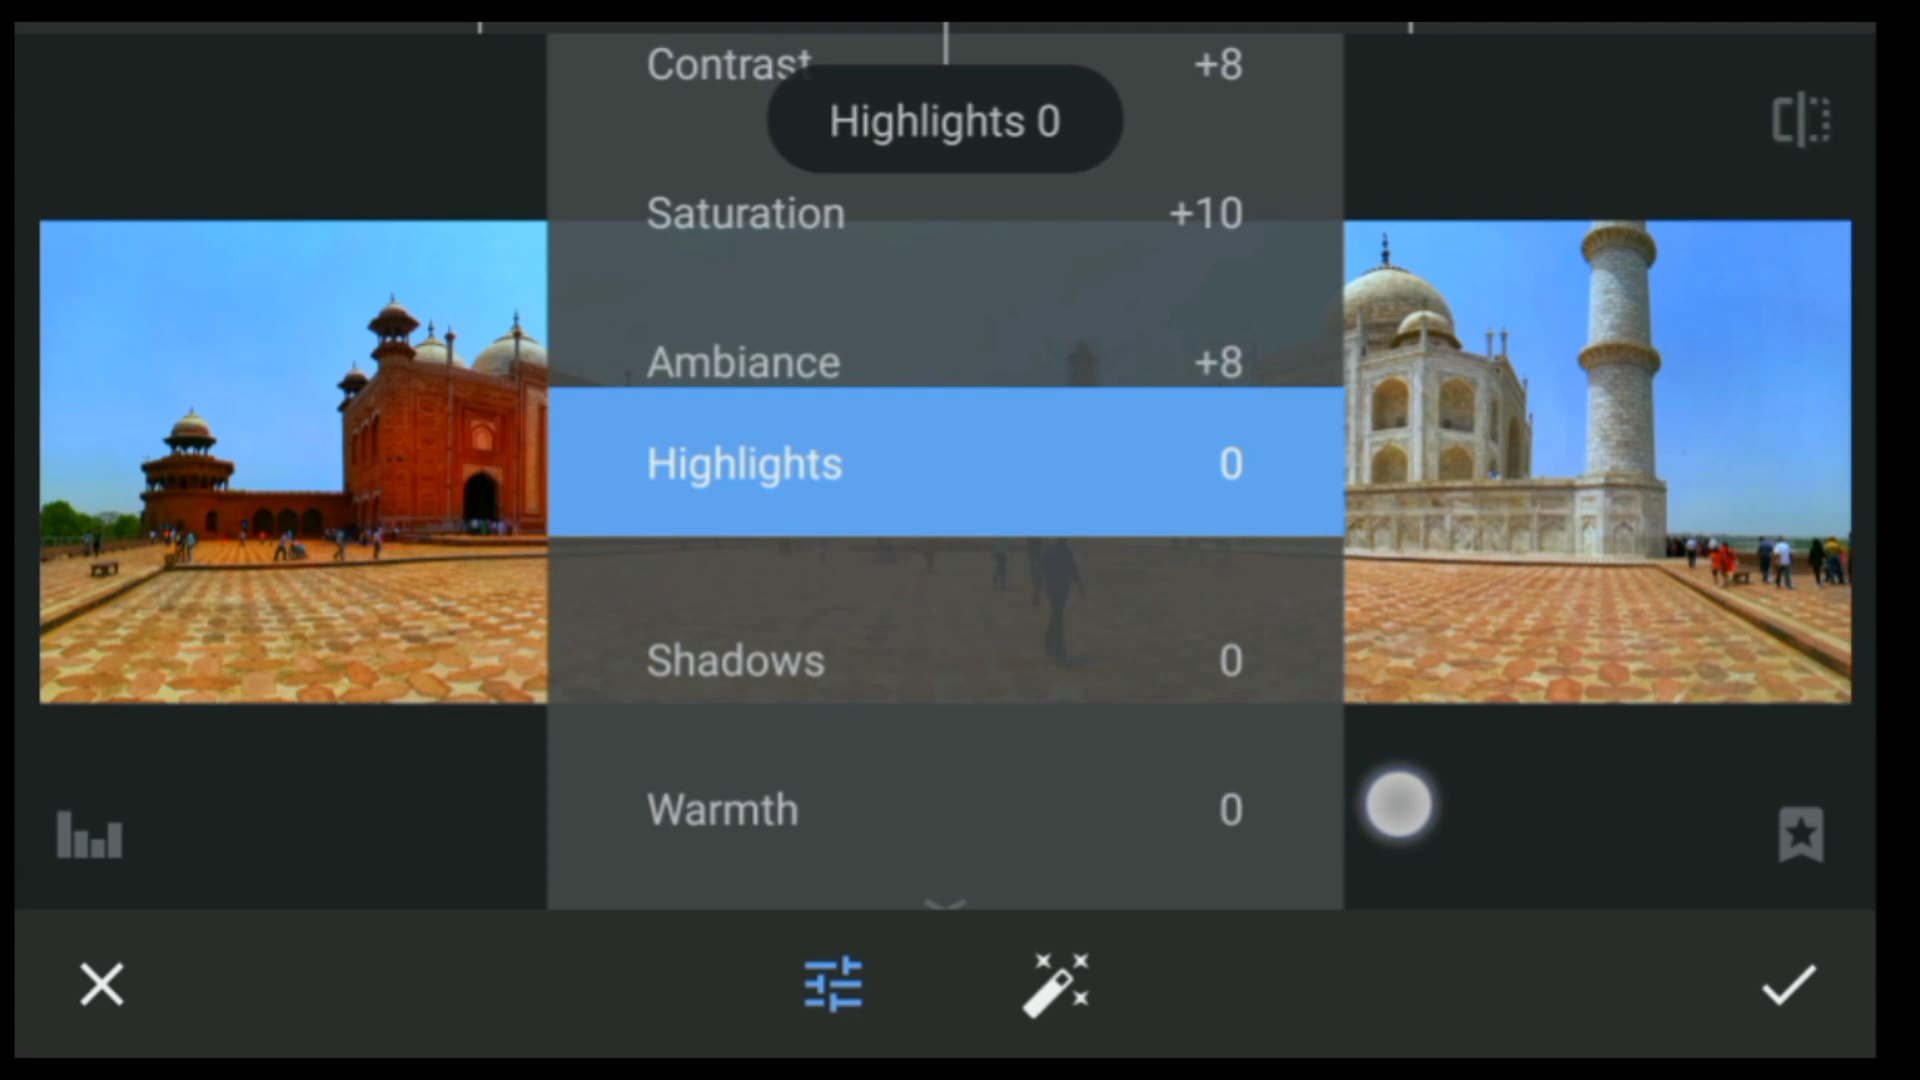 Contrast +8
Highlights 0
Saturation +10
Ambiance +8
Highlights 0
Shadows 0
Warmth 0